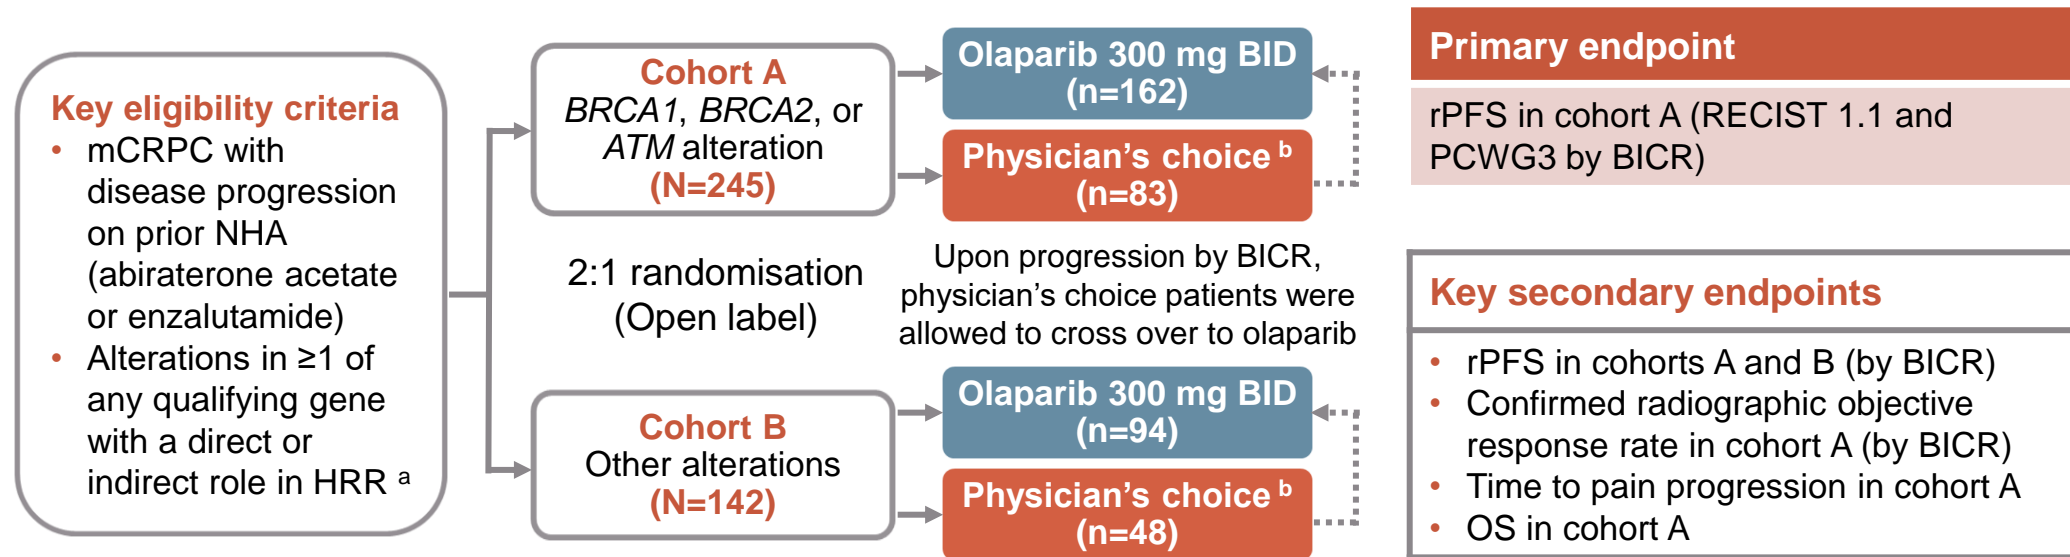 Key eligibility criteria
• mCRPC with
disease progression
on prior NHA
(abiraterone acetate
or enzalutamide)
• Alterations in ≥1 of
any qualifying gene
with a direct or
indirect role in HRR a
Cohort A
BRCA1, BRCA2, or
ATM alteration
(N=245)
2:1 randomisation
(Open label)
Cohort B
Other alterations
(N=142)
Olaparib 300 mg BID
(n=162)
Physician’s choice b
(n=83)
Upon progression by BICR,
physician’s choice patients were
allowed to cross over to olaparib
Olaparib 300 mg BID
(n=94)
Physician’s choice b
(n=48)
Primary endpoint
rPFS in cohort A (RECIST 1.1 and
PCWG3 by BICR)
Key secondary endpoints
• rPFS in cohorts A and B (by BICR)
• Confirmed radiographic objective
response rate in cohort A (by BICR)
• Time to pain progression in cohort A
• OS in cohort A